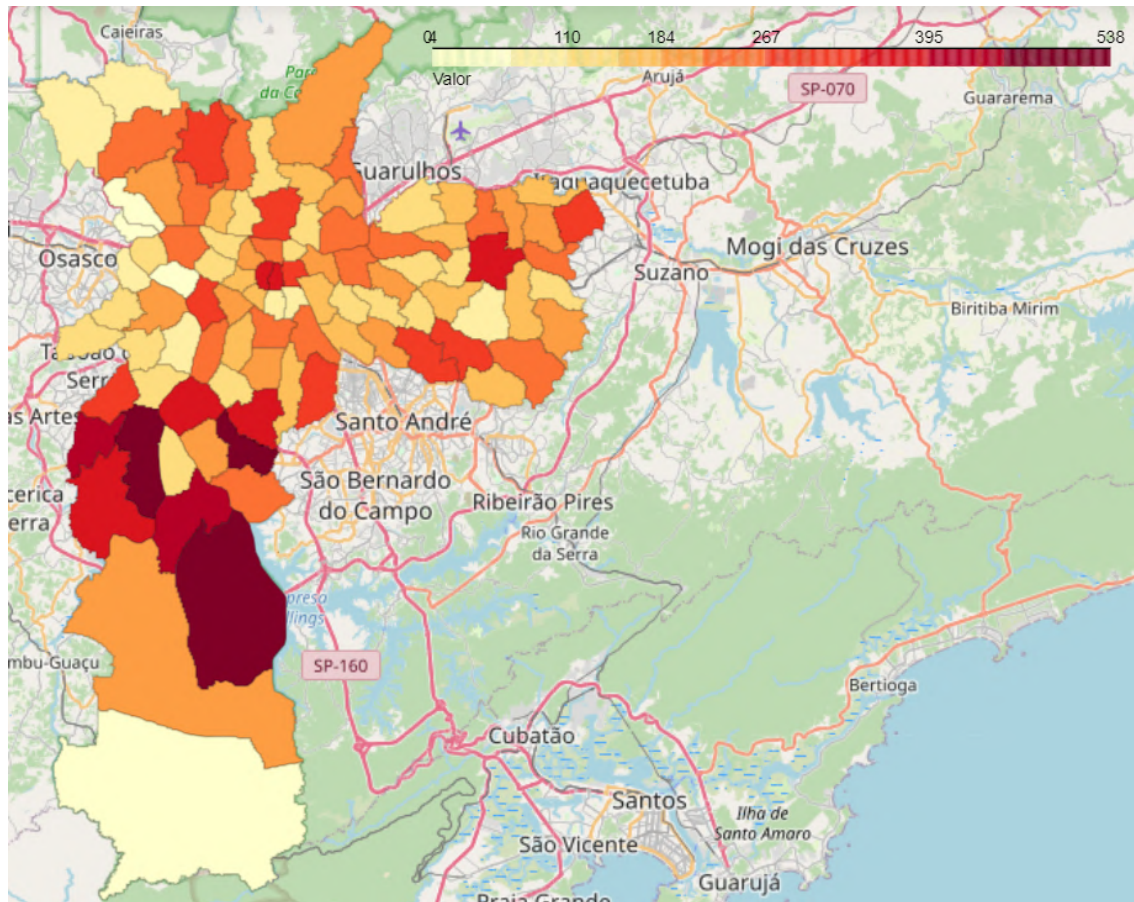 Caieiras
04 110 184 267 395 538
Valor
Arujá
SP-070
Guararema
Guarulhos
Itaquaquecetuba
Osasco
Mogi das Cruzes
Suzano
Biritiba Mirim
Santo André
São Bernardo
do Campo
Ribeirão Pires
Rio Grande
da Serra
SP-160
Bertioga
Cubatão
Santos
Ilha de
Santo Amaro
São Vicente
Guarujá
Praia Grande